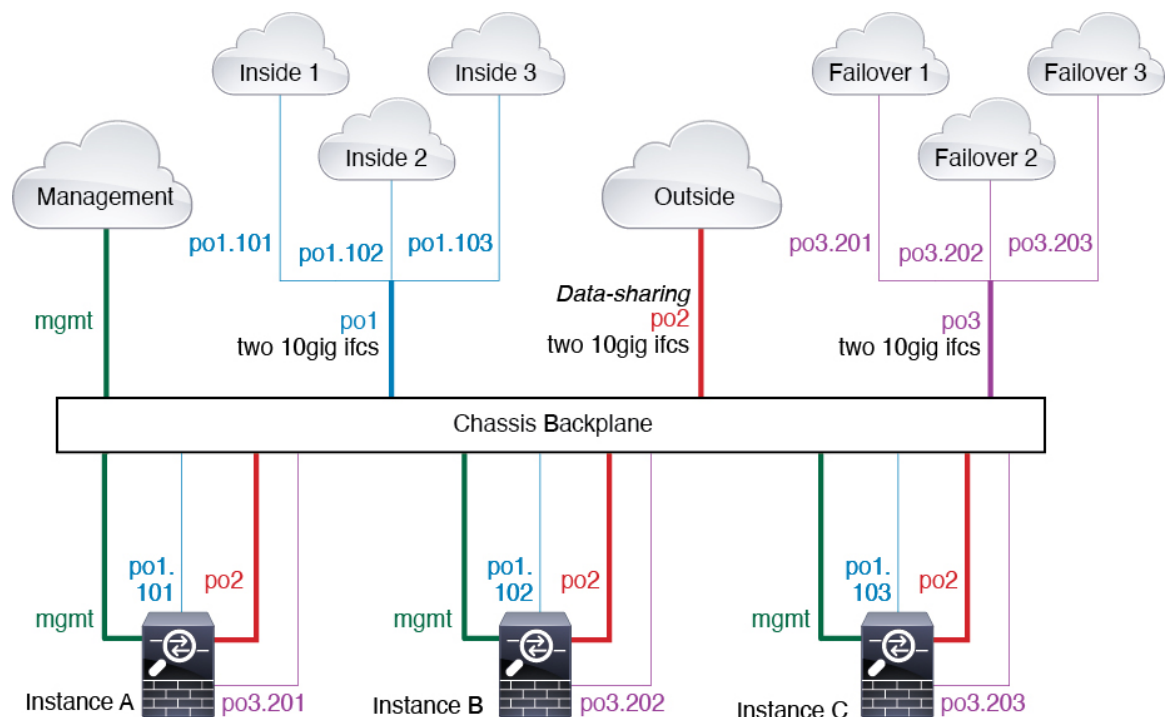 Inside 1
Inside 3
Failover 1
Failover 3
Inside 2
Failover 2
Management
Outside
po1.101
po1.102
po1.103
po3.201
po3.202
po3.203
mgmt
po1
two 10gig ifcs
Data-sharing
po2
two 10gig ifcs
po3
two 10gig ifcs
Chassis Backplane
po1.
101
po2
mgmt
Instance A
po3.201
po1.
102
po2
mgmt
Instance B
po3.202
po1.
103
po2
mgmt
Instance C
po3.203